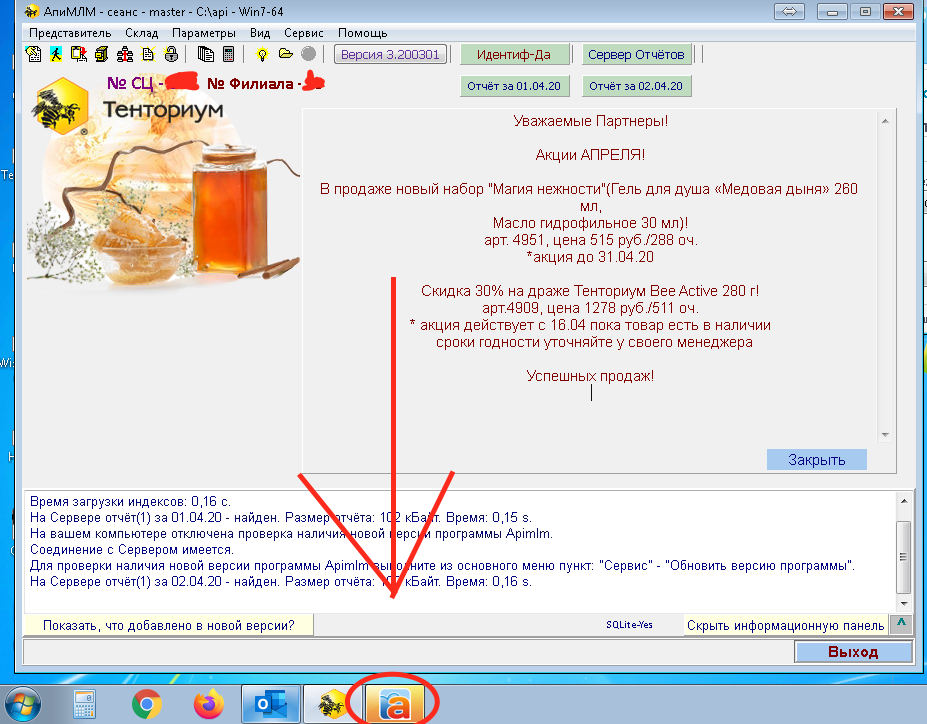 АпиМЛМ - сеанс - master - C:\api - Win7-64
Представитель Склад Параметры Вид Сервис Помощь
Версия 3.200301
Идентиф-Да
Сервер Отчётов
№ СЦ -
№ Филиала -
Отчёт за 01.04.20
Отчёт за 02.04.20
Тенториум
Уважаемые Партнеры!
Акции АПРЕЛЯ!
В продаже новый набор "Магия нежности"(Гель для душа «Медовая дыня» 260
мл,
Масло гидрофильное 30 мл)!
арт. 4951, цена 515 руб./288 оч.
*акция до 31.04.20
Скидка 30% на драже Тенториум Bee Active 280 г!
арт.4909, цена 1278 руб./511 оч.
* акция действует с 16.04 пока товар есть в наличии
сроки годности уточняйте у своего менеджера
Успешных продаж!
Закрыть
Время загрузки индексов: 0,16 с.
На Сервере отчёт(1) за 01.04.20 - найден. Размер отчёта: 102 кБайт. Время: 0,15 s.
На вашем компьютере отключена проверка наличия новой версии программы Apimlm.
Соединение с Сервером имеется.
Для проверки наличия новой версии программы Apimlm выполните из основного меню пункт: "Сервис" - "Обновить версию программы".
На Сервере отчёт(1) за 02.04.20 - найден. Размер отчёта: кБайт. Время: 0,16 s.
Показать, что добавлено в новой версии?
SQLite-Yes
Скрыть информационную панель
^
Выход